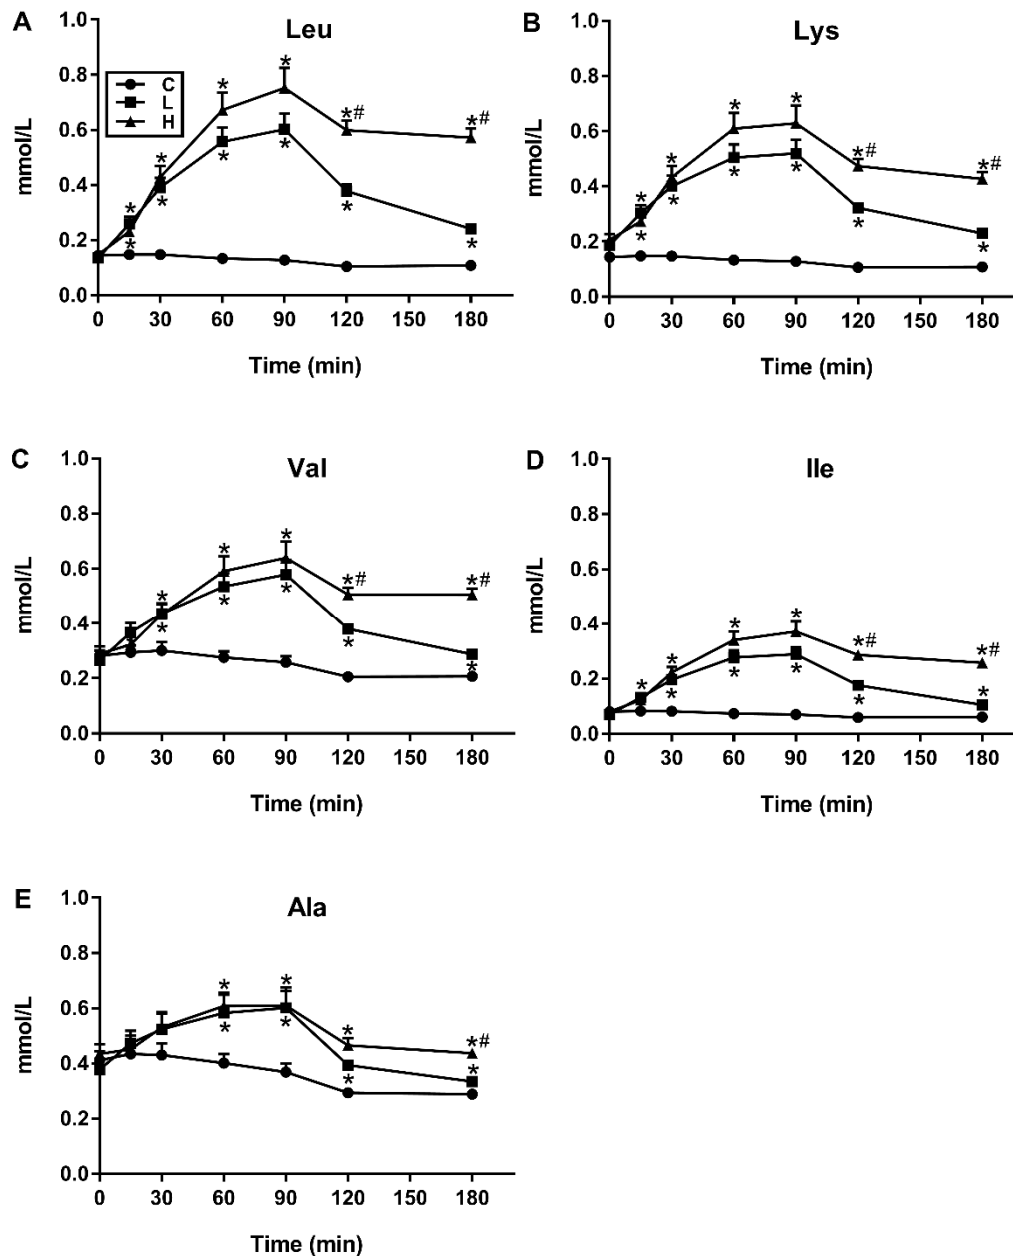 A
Leu
1.0
0.8
0.6
0.4
0.2
0.0
mmol/L
C
L
H
* * * * * *# *#
* * * * * *
0 30 60 90 120 150 180
Time (min)
B
Lys
1.0
0.8
0.6
0.4
0.2
0.0
mmol/L
* * * * *# *#
* * * * * *
0 30 60 90 120 150 180
Time (min)
C
Val
1.0
0.8
0.6
0.4
0.2
0.0
mmol/L
* * * *# *#
* * * * *
0 30 60 90 120 150 180
Time (min)
D
Ile
1.0
0.8
0.6
0.4
0.2
0.0
mmol/L
* * * * *# *#
* * * * *
0 30 60 90 120 150 180
Time (min)
E
Ala
1.0
0.8
0.6
0.4
0.2
0.0
mmol/L
* * * *#
* * * *
0 30 60 90 120 150 180
Time (min)